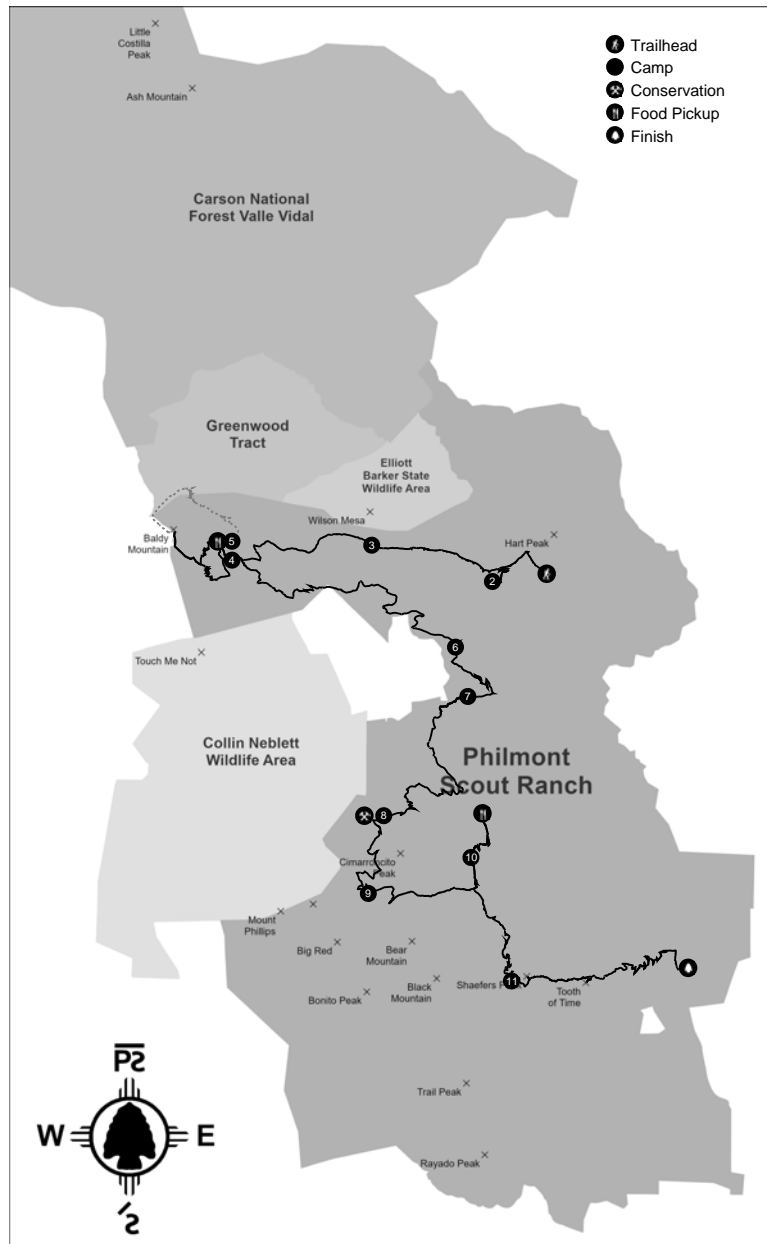 Little
Costilla
Peak
Ash Mountain
Trailhead
Camp
Conservation
Food Pickup
Finish
Carson National
Forest Valle Vidal
Greenwood
Tract
Elliott
Barker State
Wildlife Area
Wilson Mesa
Baldy
Mountain
Hart Peak
5
4
3
2
Touch Me Not
6
7
Collin Neblett
Wildlife Area
Philmont
Scout Ranch
8
Cimarroncito
Peak
10
9
Mount
Phillips
Big Red
Bear
Mountain
Bonito Peak
Black
Mountain
Shaefers
11
Tooth
of Time
Trail Peak
Rayado Peak
W
E